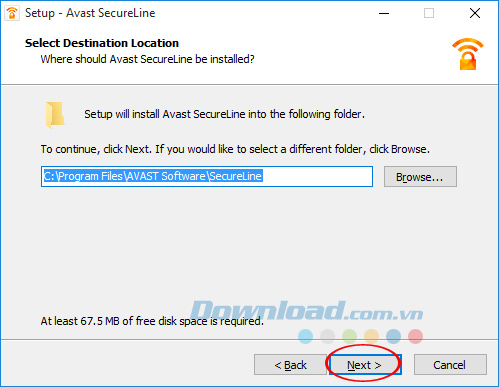 Setup - Avast SecureLine
Select Destination Location
Where should Avast SecureLine be installed?
Setup will install Avast SecureLine into the following folder.
To continue, click Next. If you would like to select a different folder, click Browse.
C:\Program Files\AVAST Software\SecureLine
Browse...
Download.com.vn
At least 67.5 MB of free disk space is required.
< Back
Next >
Cancel